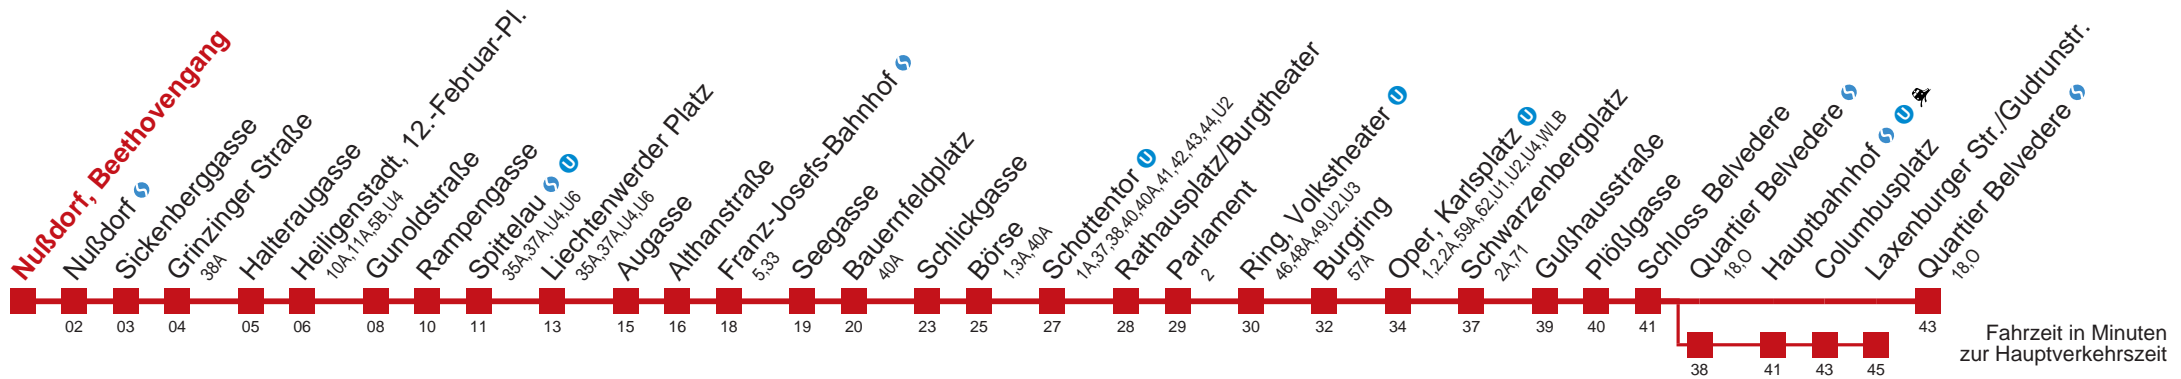 Nußdorf, Beethovengang
Nußdorf
02
Sickenberggasse
03
Grinzinger Straße
38A
04
Halteraugasse
05
Heiligenstadt, 12.-Februar-Pl.
10A,11A,5B,U4
06
Gunoldstraße
08
Rampengasse
10
Spittelau U
35A,37A,U4,U6
11
Liechtenwerder Platz
35A,37A,U4,U6
13
Augasse
15
Althanstraße
16
Franz-Josefs-Bahnhof
5,33
18
Seegasse
19
Bauernfeldplatz
40A
20
Schlickgasse
23
Börse
1,3A,40A
25
Schottentor U
1A,37,38,40,40A,41,42,43,44,U2
27
Rathausplatz/Burgtheater
28
Parlament
2
29
Ring, Volkstheater U
46,48A,49,U2,U3
30
Burgring
57A
32
Oper, Karlsplatz U
1,2,2A,59A,62,U1,U2,U4,WLB
34
Schwarzenbergplatz
2A,71
37
Gußhausstraße
39
Plößlgasse
40
Schloss Belvedere
41
Quartier Belvedere
18,O
38
Hauptbahnhof U
41
Columbusplatz
43
Laxenburger Str./Gudrunstr.
45
Quartier Belvedere
18,O
43
Fahrzeit in Minuten
zur Hauptverkehrszeit